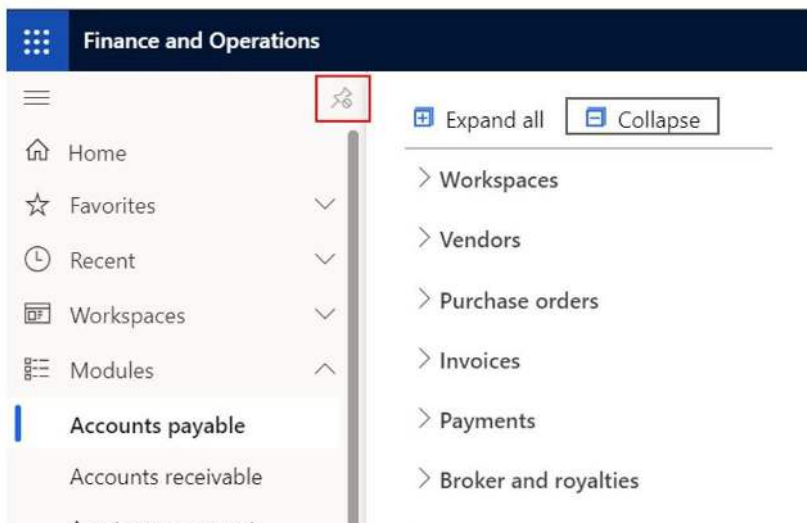 Finance and Operations
Expand all
Collapse
Home
Favorites
Recent
Workspaces
Modules
Accounts payable
Accounts receivable
Workspaces
Vendors
Purchase orders
Invoices
Payments
Broker and royalties